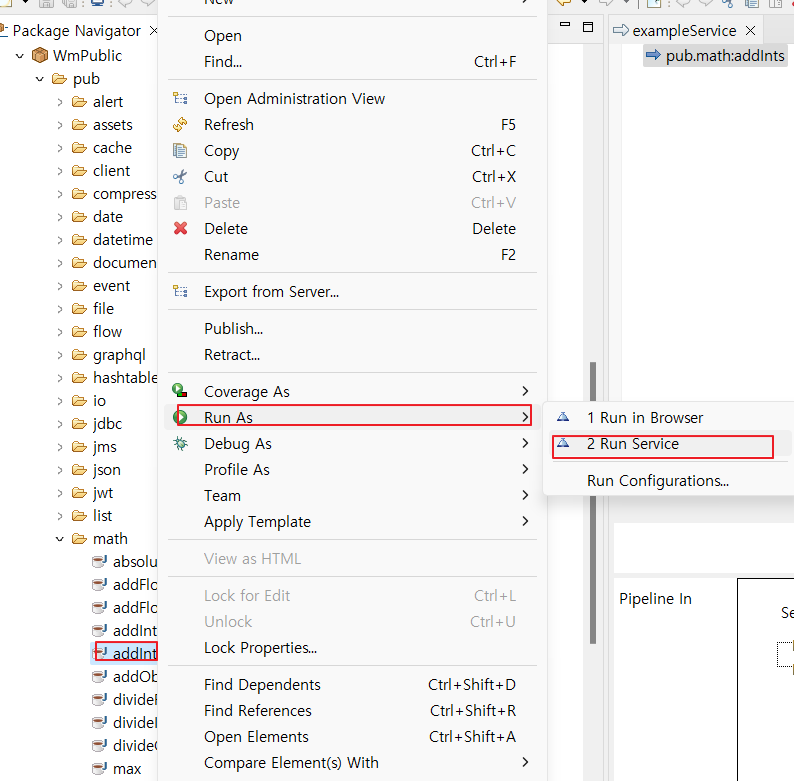 Package Navigator
WmPublic
pub
alert
assets
cache
client
compress
date
datetime
documen
event
file
flow
graphql
hashtable
io
jdbc
jms
json
jwt
list
math
absolu
addFlo
addFlo
addInt
addInt
addOb
divideF
divideI
divideO
max
New
Open
Find... Ctrl+F
Open Administration View
Refresh F5
Copy Ctrl+C
Cut Ctrl+X
Paste Ctrl+V
Delete Delete
Rename F2
Export from Server...
Publish...
Retract...
Coverage As
Run As
Debug As
Profile As
Team
Apply Template
View as HTML
Lock for Edit Ctrl+L
Unlock Ctrl+U
Lock Properties...
Find Dependents Ctrl+Shift+D
Find References Ctrl+Shift+R
Open Elements Ctrl+Shift+A
Compare Element(s) With
1 Run in Browser
2 Run Service
Run Configurations...
exampleService
pub.math:addInts
Pipeline In
Se